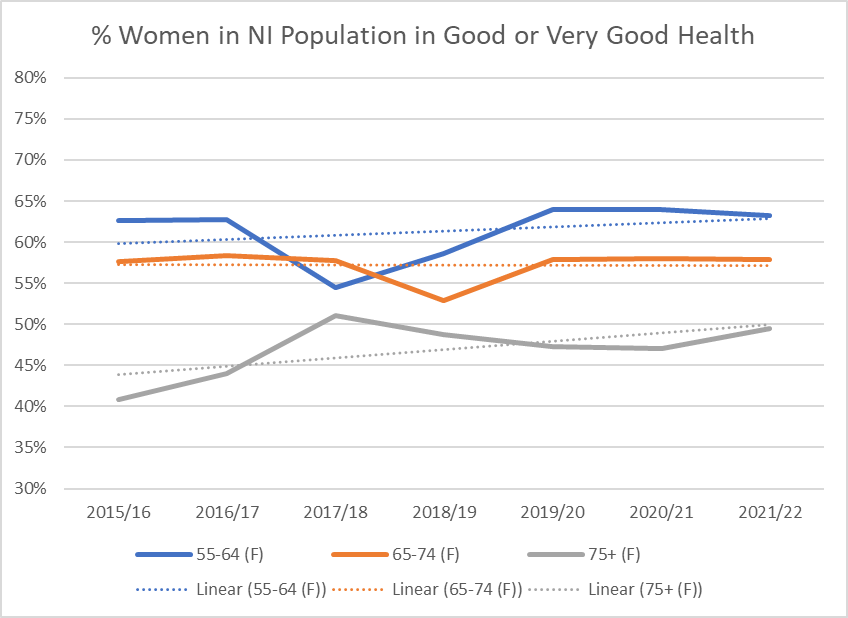 % Women in NI Population in Good or Very Good Health
80%
75%
70%
65%
60%
55%
50%
45%
40%
35%
30%
2015/16 2016/17 2017/18 2018/19 2019/20 2020/21 2021/22
55-64 (F) 65-74 (F) 75+ (F)
Linear (55-64 (F)) Linear (65-74 (F)) Linear (75+ (F))